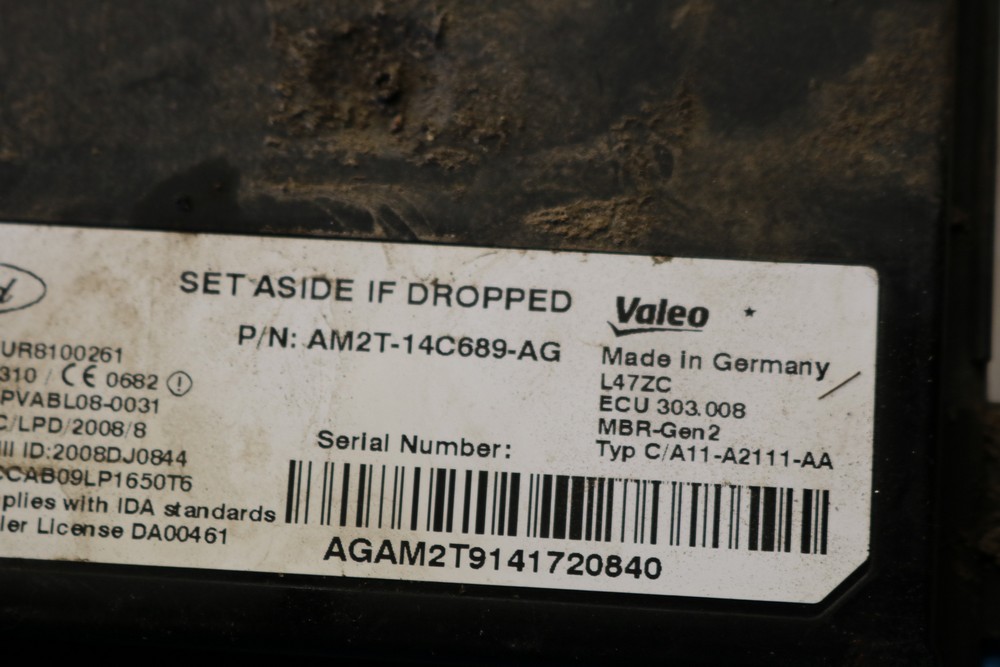 SET ASIDE IF DROPPED
P/N: AM2T-14C689-AG
UR8100261
310 / CE 0682
PVABL08-0031
C/LPD/2008/8
ID:2008DJ0844
CCAB09LP1650T6
plies with IDA standards
ler License DA00461
Valeo
Made in Germany
L47ZC
ECU 303.008
MBR-Gen2
Typ C/A11-A2111-AA
Serial Number:
AGAM2T9141720840